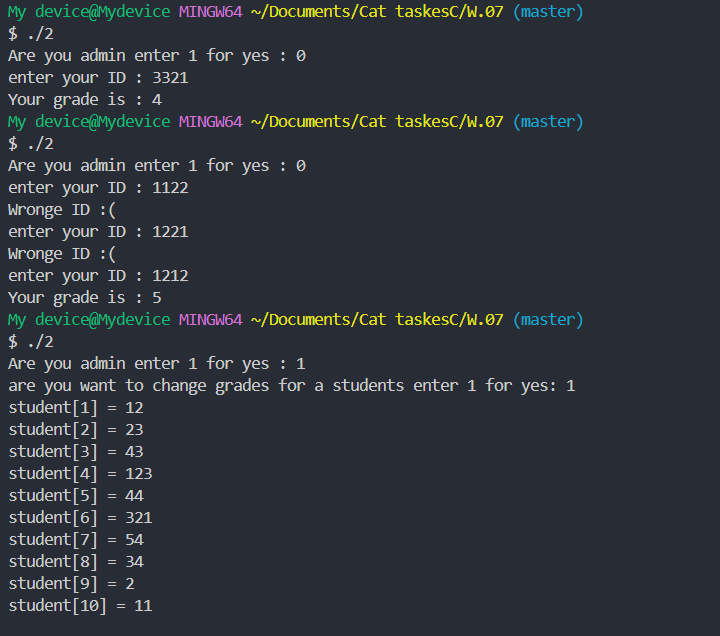 My device@Mydevice MINGW64 ~/Documents/Cat taskesC/W.07 (master)
$ ./2
Are you admin enter 1 for yes : 0
enter your ID : 3321
Your grade is : 4
My device@Mydevice MINGW64 ~/Documents/Cat taskesC/W.07 (master)
$ ./2
Are you admin enter 1 for yes : 0
enter your ID : 1122
Wronge ID :(
enter your ID : 1221
Wronge ID :(
enter your ID : 1212
Your grade is : 5
My device@Mydevice MINGW64 ~/Documents/Cat taskesC/W.07 (master)
$ ./2
Are you admin enter 1 for yes : 1
are you want to change grades for a students enter 1 for yes: 1
student[1] = 12
student[2] = 23
student[3] = 43
student[4] = 123
student[5] = 44
student[6] = 321
student[7] = 54
student[8] = 34
student[9] = 2
student[10] = 11